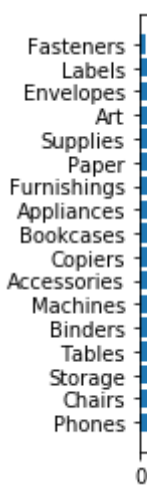 Fasteners
Labels
Envelopes
Art
Supplies
Paper
Furnishings
Appliances
Bookcases
Copiers
Accessories
Machines
Binders
Tables
Storage
Chairs
Phones
0